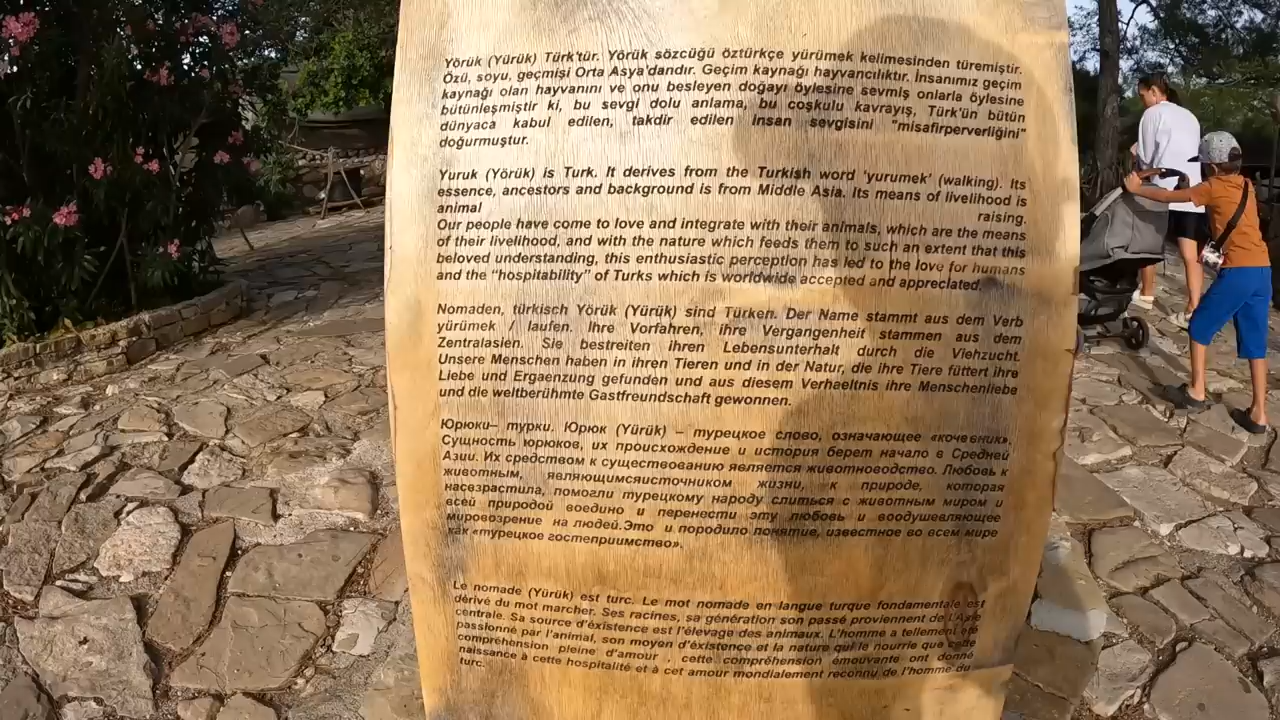 Yörük (Yürük) Türk'tür. Yörük sözcüğü öztürkçe yürümek kelimesinden türemiştir.
Özü, soyu, geçmişi Orta Asya'dandır. Geçim kaynağı hayvancılıktır. İnsanımız geçim
kaynağı olan hayvanını ve onu besleyen doğayı öylesine sevmiş onlarla öylesine
bütünleşmiştir ki, bu sevgi dolu anlama, bu coşkulu kavrayış, Türk'ün bütün
dünyaca kabul edilen, takdir edilen insan sevgisini "misafirperverliğini"
doğurmuştur.
Yuruk (Yörük) is Turk. It derives from the Turkish word 'yurumek' (walking). Its
essence, ancestors and background is from Middle Asia. Its means of livelihood is
animal raising.
Our people have come to love and integrate with their animals, which are the means
of their livelihood, and with the nature which feeds them to such an extent that this
beloved understanding, this enthusiastic perception has led to the love for humans
and the "hospitability" of Turks which is worldwide accepted and appreciated.
Nomaden, türkisch Yörük (Yürük) sind Türken. Der Name stammt aus dem Verb
yürümek / laufen. Ihre Vorfahren, ihre Vergangenheit stammen aus dem
Zentralasien. Sie bestreiten ihren Lebensunterhalt durch die Viehzucht.
Unsere Menschen haben in ihren Tieren und in der Natur, die ihre Tiere füttert ihre
Liebe und Ergaenzung gefunden und aus diesem Verhaeltnis ihre Menschenliebe
und die weltberühmte Gastfreundschaft gewonnen.
Юрюки– турки. Юрюк (Yürük) – турецкое слово, означающее «кочевник».
Сущность юрюков, их происхождение и история берет начало в Средней
Азии. Их средством к существованию является животноводство. Любовь к
животным, являющимсяисточником жизни, к природе, которая
насвзрастила, помогли турецкому народу слиться с животным миром и
всей природой воедино и перенести эту любовь и воодушевляющее
мировозрение на людей.Это и породило понятие, известное во всем мире
как «турецкое гостеприимство».
Le nomade (Yürük) est turc. Le mot nomade en langue turque fondamentale est
dérivé du mot marcher. Ses racines, sa génération son passé proviennent de L'Asie
centrale. Sa source d'éxistence est l'élevage des animaux. L'homme a tellement été
passionné par l'animal, son moyen d'éxistence et la nature qui le nourrie que cette
compréhension pleine d'amour , cette compréhension émouvante ont donné
naissance à cette hospitalité et à cet amour mondialement reconnu de l'homme du
turc.